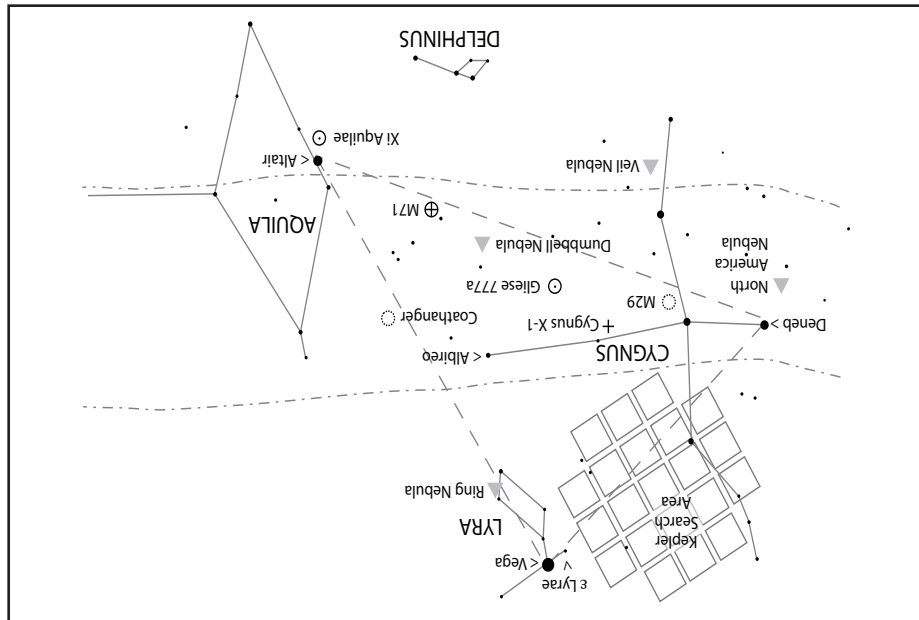 ε Lyrae
< Vega
Kepler
Search
Area
LYRA
Ring Nebula
CYGNUS
< Albireo
Deneb >
Cygnus X-1
Coathanger
M29
North
America
Nebula
Gliese 777a
Dumbbell Nebula
AQUILA
M71
Veil Nebula
< Altair
Xi Aquilae
DELPHINUS